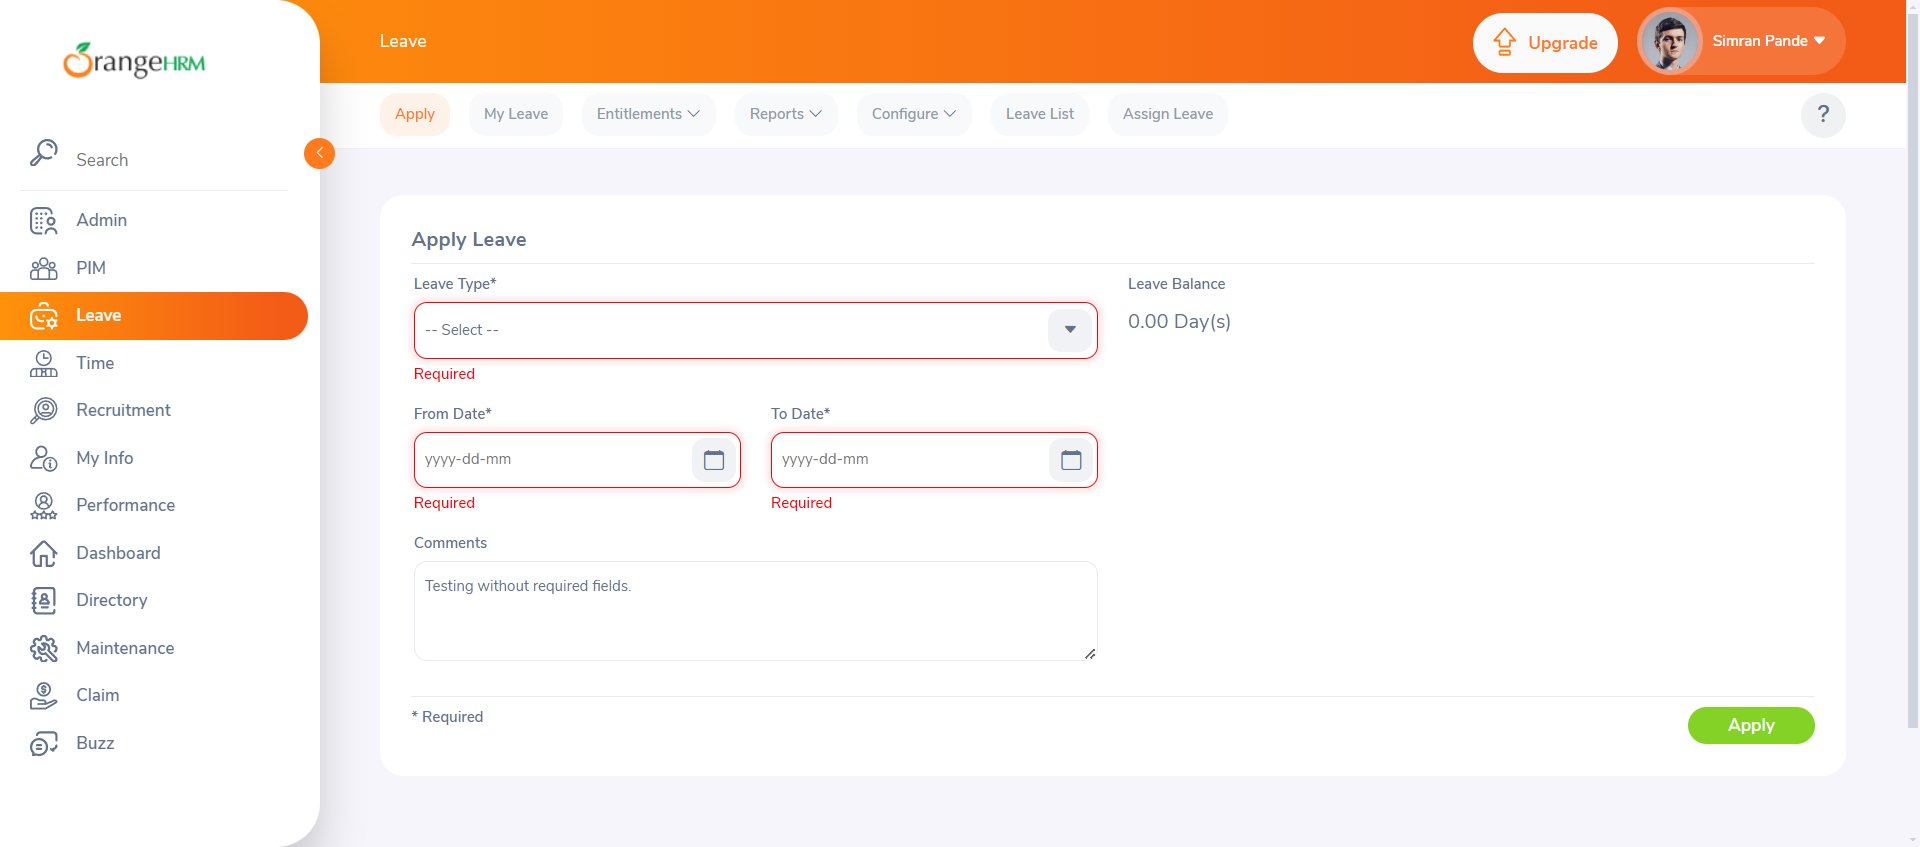 OrangeHRM
Leave
Upgrade
Simran Pande
Apply
My Leave
Entitlements
Reports
Configure
Leave List
Assign Leave
?
Search
Admin
PIM
Leave
Time
Recruitment
My Info
Performance
Dashboard
Directory
Maintenance
Claim
Buzz
Apply Leave
Leave Type*
Leave Balance
-- Select --
0.00 Day(s)
Required
From Date*
To Date*
yyyy-dd-mm
yyyy-dd-mm
Required
Required
Comments
Testing without required fields.
* Required
Apply